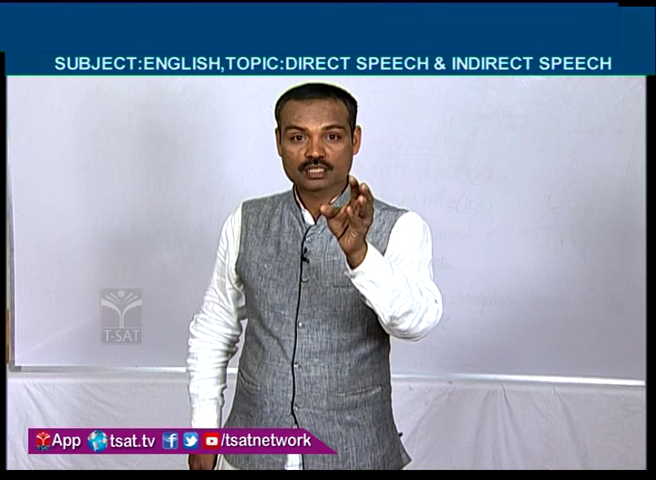 SUBJECT:ENGLISH,TOPIC:DIRECT SPEECH & INDIRECT SPEECH
T-SAT
App tsat.tv /tsatnetwork